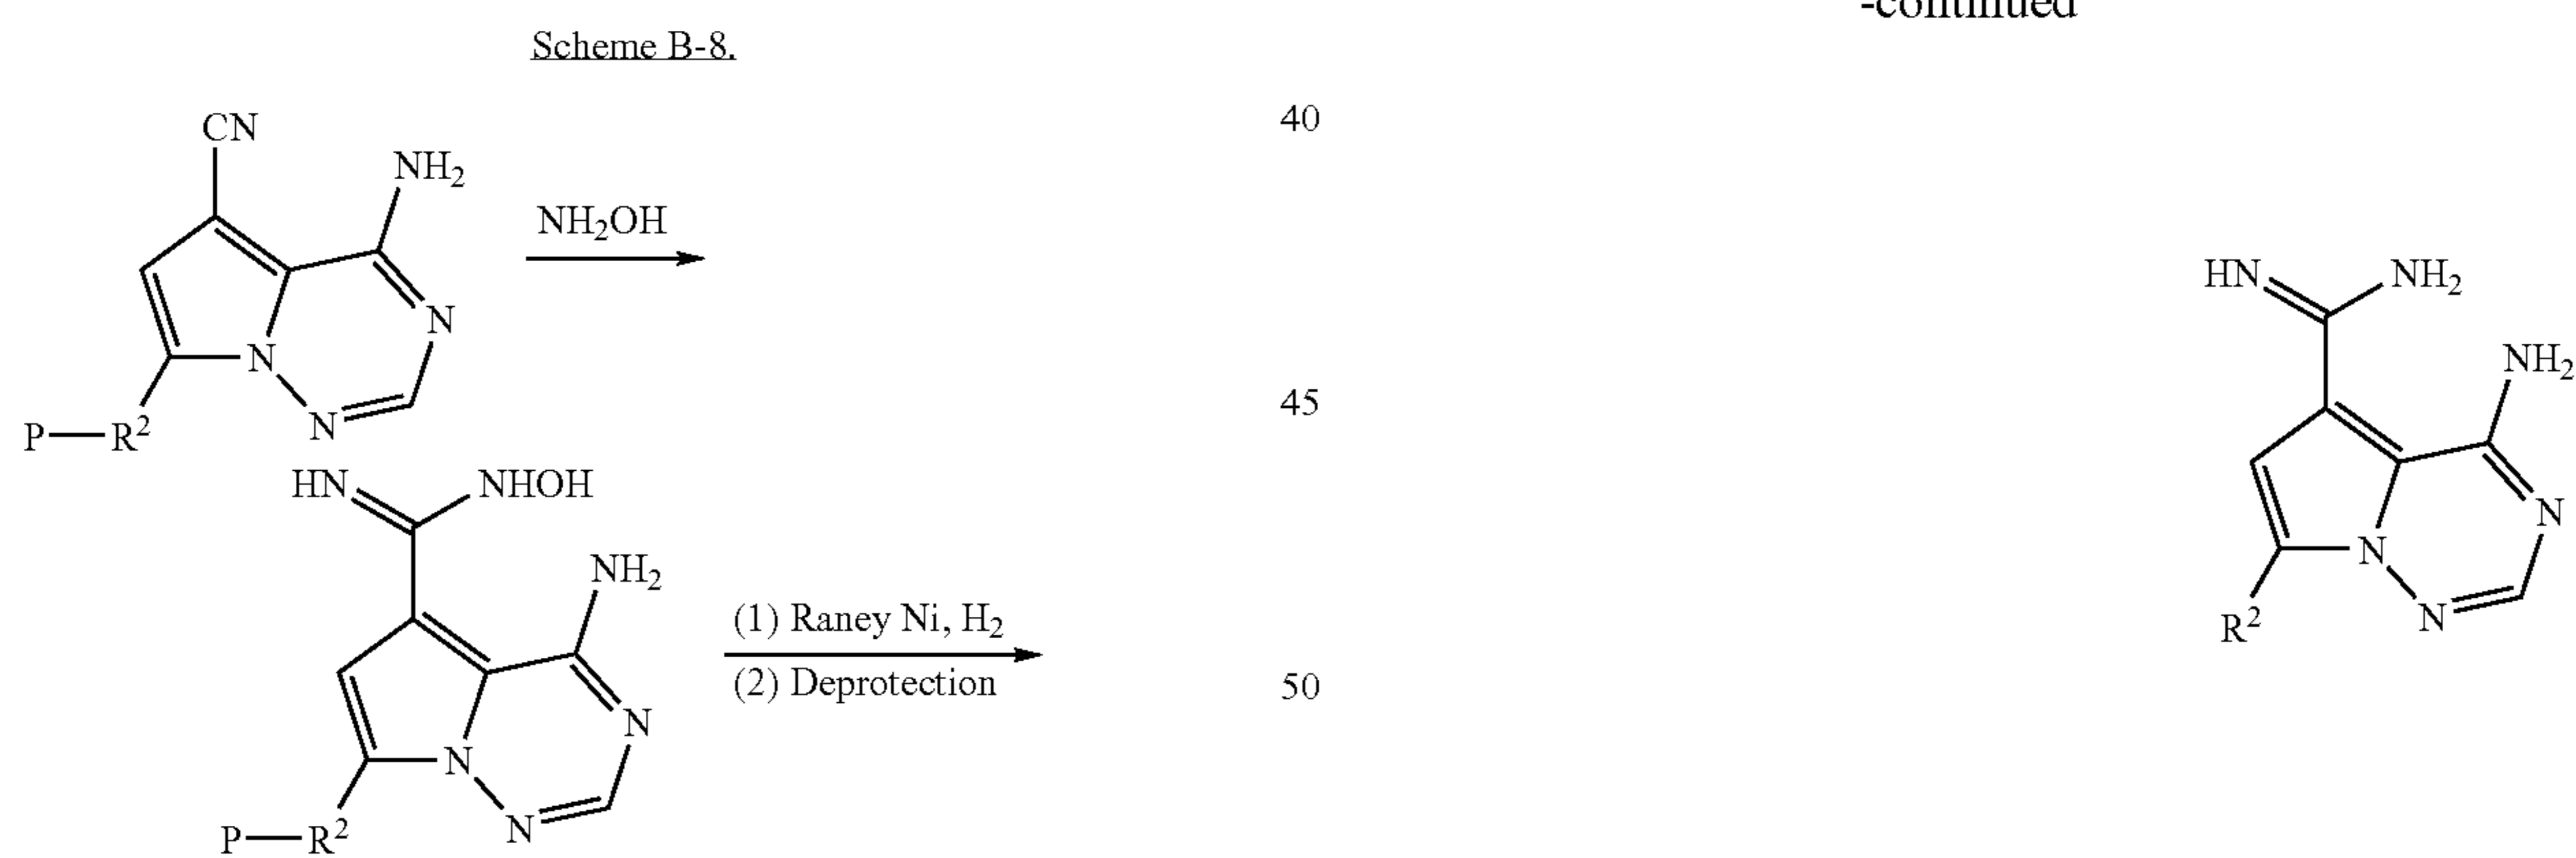 -continued
Scheme B-8.
CN
NH2
NH2OH
N
N
N
P—R2
40
45
50
HN
NHOH
NH2
N
N
N
P—R2
(1) Raney Ni, H2
(2) Deprotection
HN
NH2
NH2
N
N
N
R2